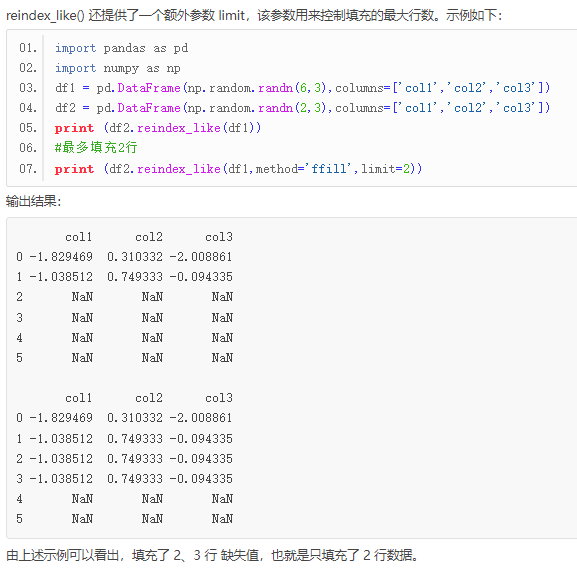 reindex_like() 还提供了一个额外参数 limit，该参数用来控制填充的最大行数。示例如下：
01. import pandas as pd
02. import numpy as np
03. df1 = pd.DataFrame(np.random.randn(6,3),columns=['col1','col2','col3'])
04. df2 = pd.DataFrame(np.random.randn(2,3),columns=['col1','col2','col3'])
05. print (df2.reindex_like(df1))
06. #最多填充2行
07. print (df2.reindex_like(df1,method='ffill',limit=2))
输出结果：
col1 col2 col3
0 -1.829469 0.310332 -2.008861
1 -1.038512 0.749333 -0.094335
2 NaN NaN NaN
3 NaN NaN NaN
4 NaN NaN NaN
5 NaN NaN NaN
col1 col2 col3
0 -1.829469 0.310332 -2.008861
1 -1.038512 0.749333 -0.094335
2 -1.038512 0.749333 -0.094335
3 -1.038512 0.749333 -0.094335
4 NaN NaN NaN
5 NaN NaN NaN
由上述示例可以看出，填充了 2、3 行 缺失值，也就是只填充了 2 行数据。